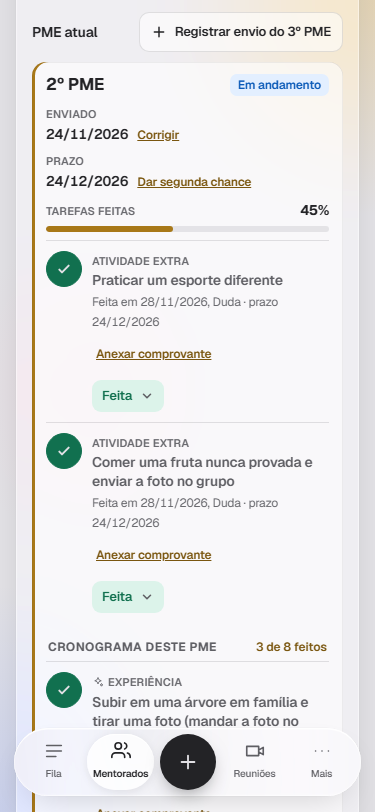 PME atual
Registrar envio do 3º PME
2º PME
Em andamento
ENVIADO
24/11/2026 Corrigir
PRAZO
24/12/2026 Dar segunda chance
TAREFAS FEITAS
45%
ATIVIDADE EXTRA
Praticar um esporte diferente
Feita em 28/11/2026, Duda · prazo
24/12/2026
Anexar comprovante
Feita
ATIVIDADE EXTRA
Comer uma fruta nunca provada e
enviar a foto no grupo
Feita em 28/11/2026, Duda · prazo
24/12/2026
Anexar comprovante
Feita
CRONOGRAMA DESTE PME
3 de 8 feitos
EXPERIÊNCIA
Subir em uma árvore em família e
tirar uma foto (mandar a foto no
Fila
Mentorados
Reuniões
Mais